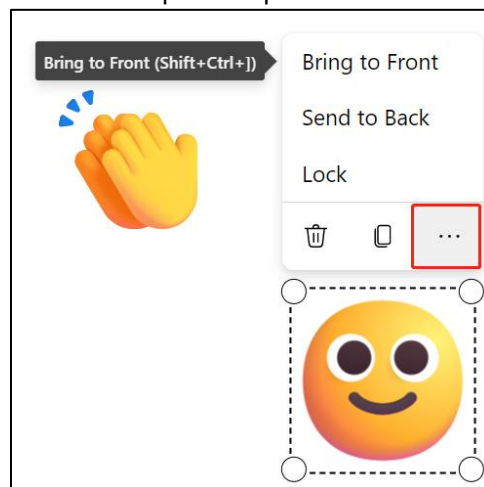 Bring to Front (Shift+Ctrl+])
Bring to Front
Send to Back
Lock